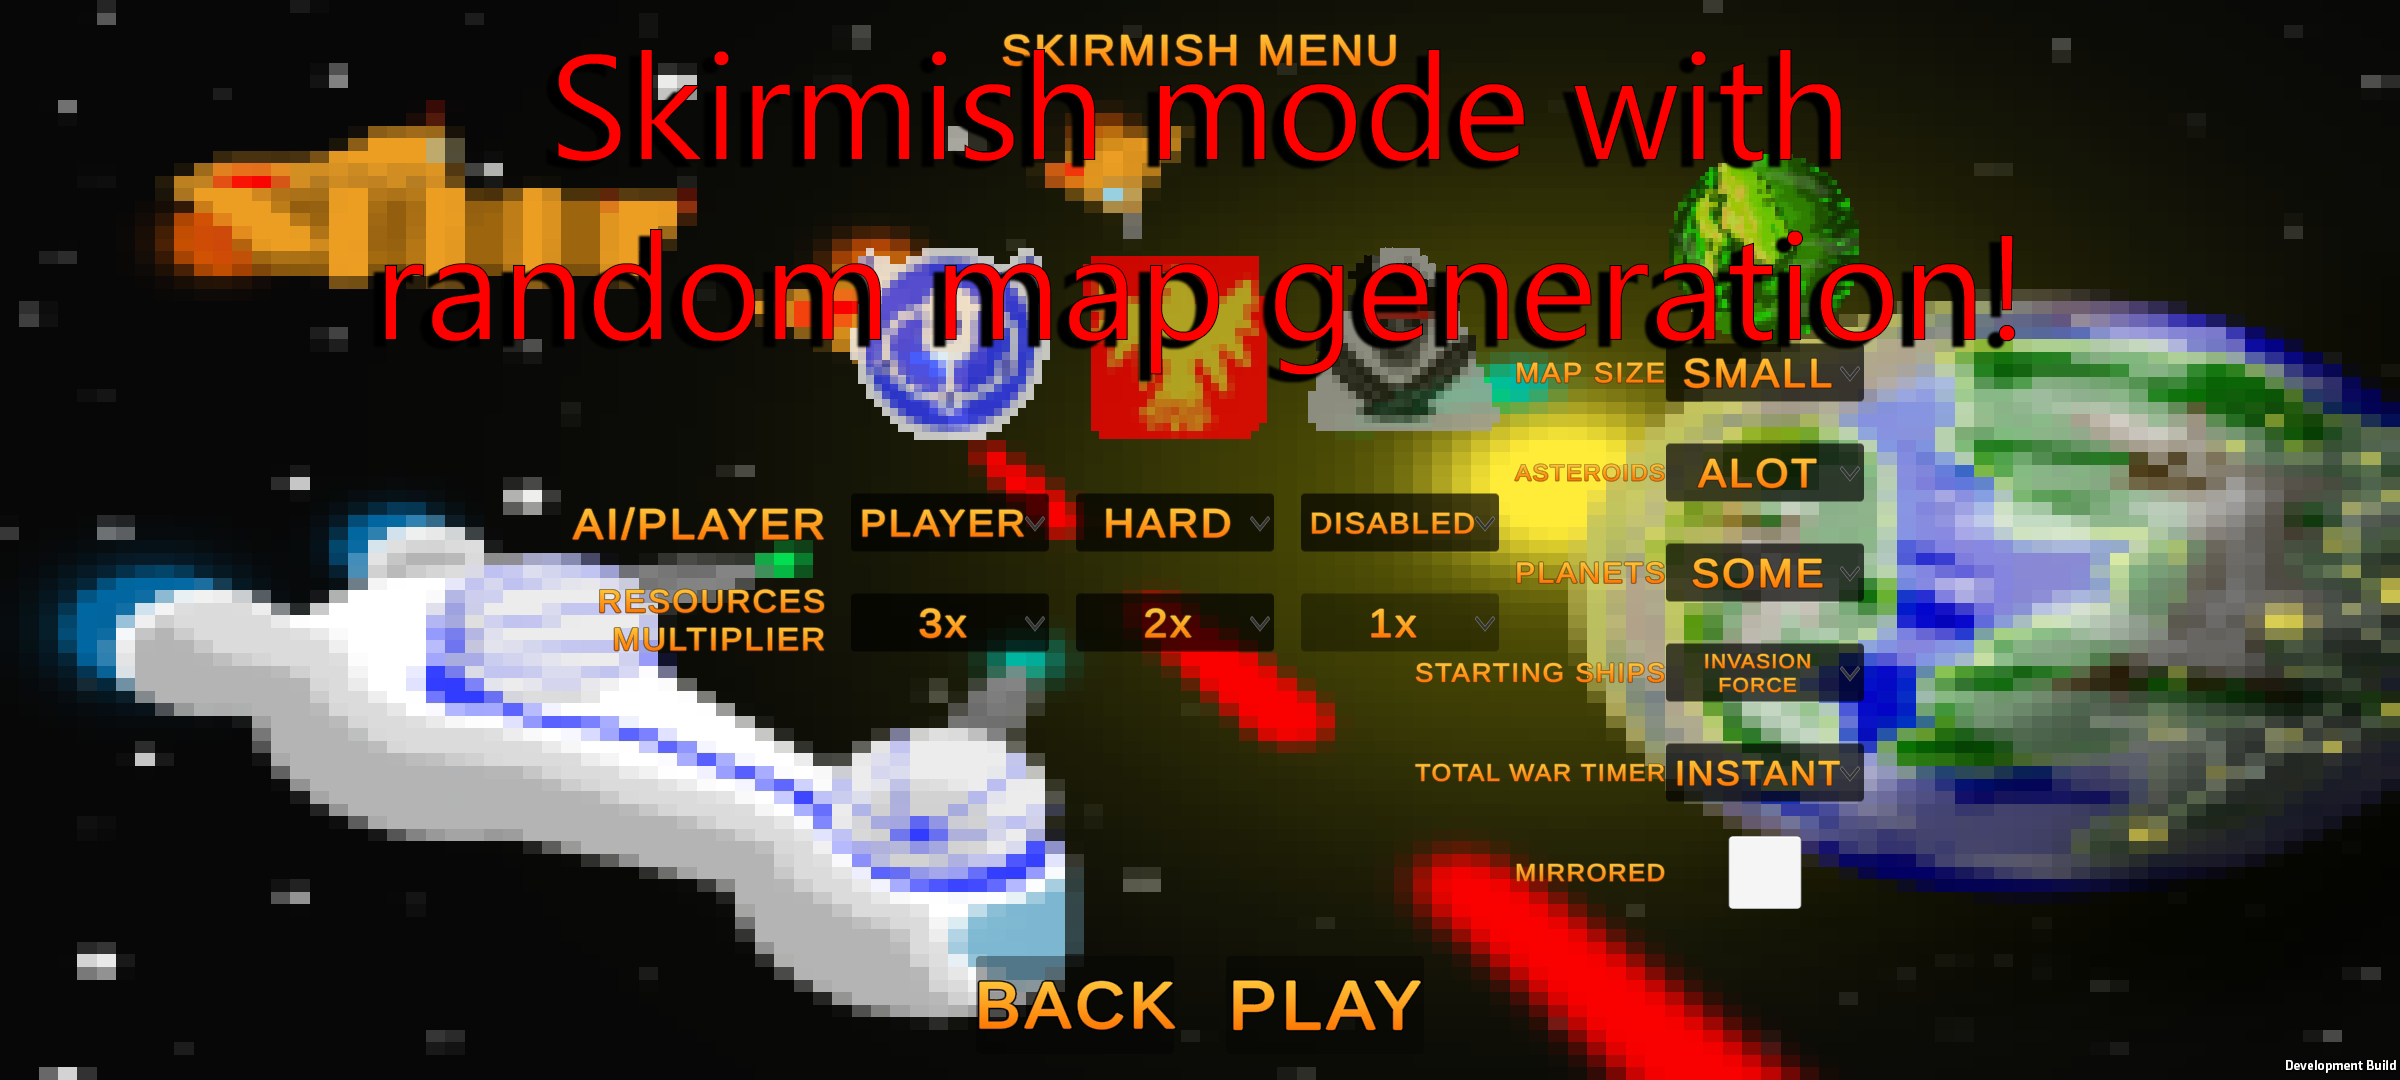 SKIRMISH MENU
Skirmish mode with
random map generation!
MAP SIZE SMALL
ASTEROIDS ALOT
AI/PLAYER PLAYER HARD DISABLED
PLANETS SOME
RESOURCES
MULTIPLIER
3x 2x 1x
STARTING SHIPS INVASION
FORCE
TOTAL WAR TIMER INSTANT
MIRRORED
BACK PLAY
Development Build